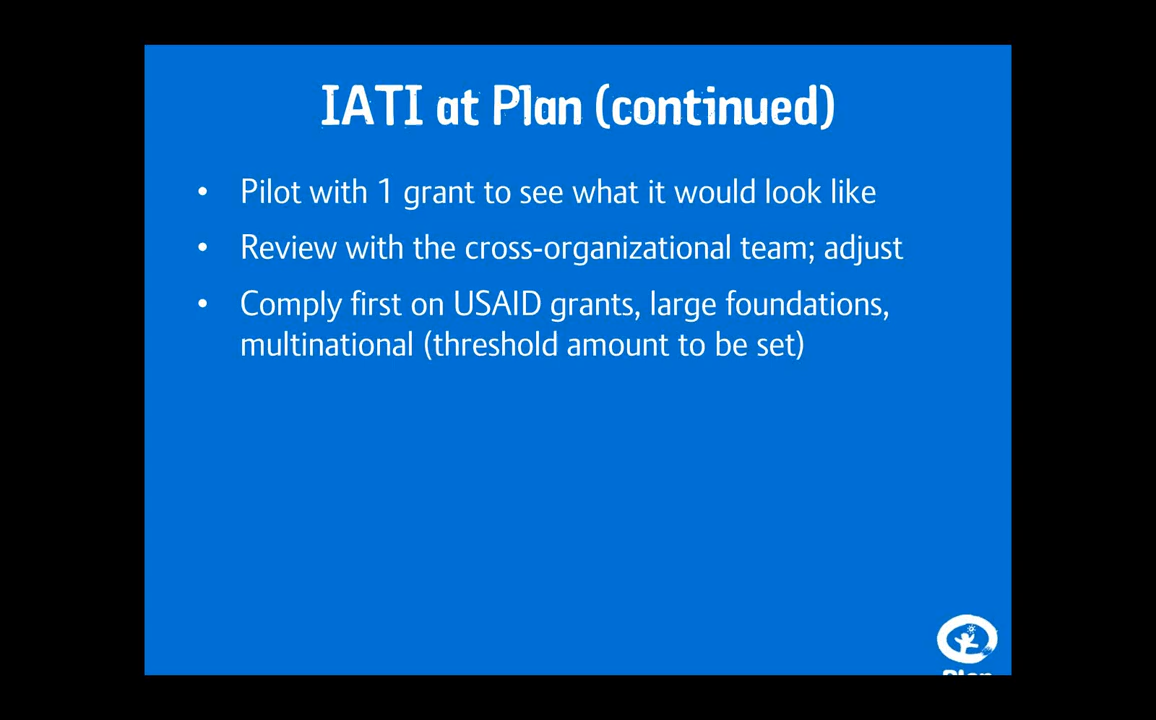 IATI at Plan (continued)
• Pilot with 1 grant to see what it would look like
• Review with the cross-organizational team; adjust
• Comply first on USAID grants, large foundations,
multinational (threshold amount to be set)
Plan